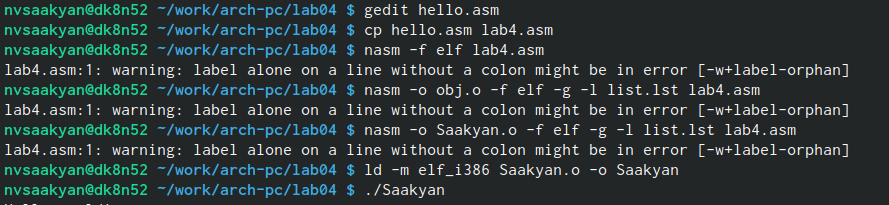 nvsaakyan@dk8n52 ~/work/arch-pc/lab04 $ gedit hello.asm
nvsaakyan@dk8n52 ~/work/arch-pc/lab04 $ cp hello.asm lab4.asm
nvsaakyan@dk8n52 ~/work/arch-pc/lab04 $ nasm -f elf lab4.asm
lab4.asm:1: warning: label alone on a line without a colon might be in error [-w+label-orphan]
nvsaakyan@dk8n52 ~/work/arch-pc/lab04 $ nasm -o obj.o -f elf -g -l list.lst lab4.asm
lab4.asm:1: warning: label alone on a line without a colon might be in error [-w+label-orphan]
nvsaakyan@dk8n52 ~/work/arch-pc/lab04 $ nasm -o Saakyan.o -f elf -g -l list.lst lab4.asm
lab4.asm:1: warning: label alone on a line without a colon might be in error [-w+label-orphan]
nvsaakyan@dk8n52 ~/work/arch-pc/lab04 $ ld -m elf_i386 Saakyan.o -o Saakyan
nvsaakyan@dk8n52 ~/work/arch-pc/lab04 $ ./Saakyan